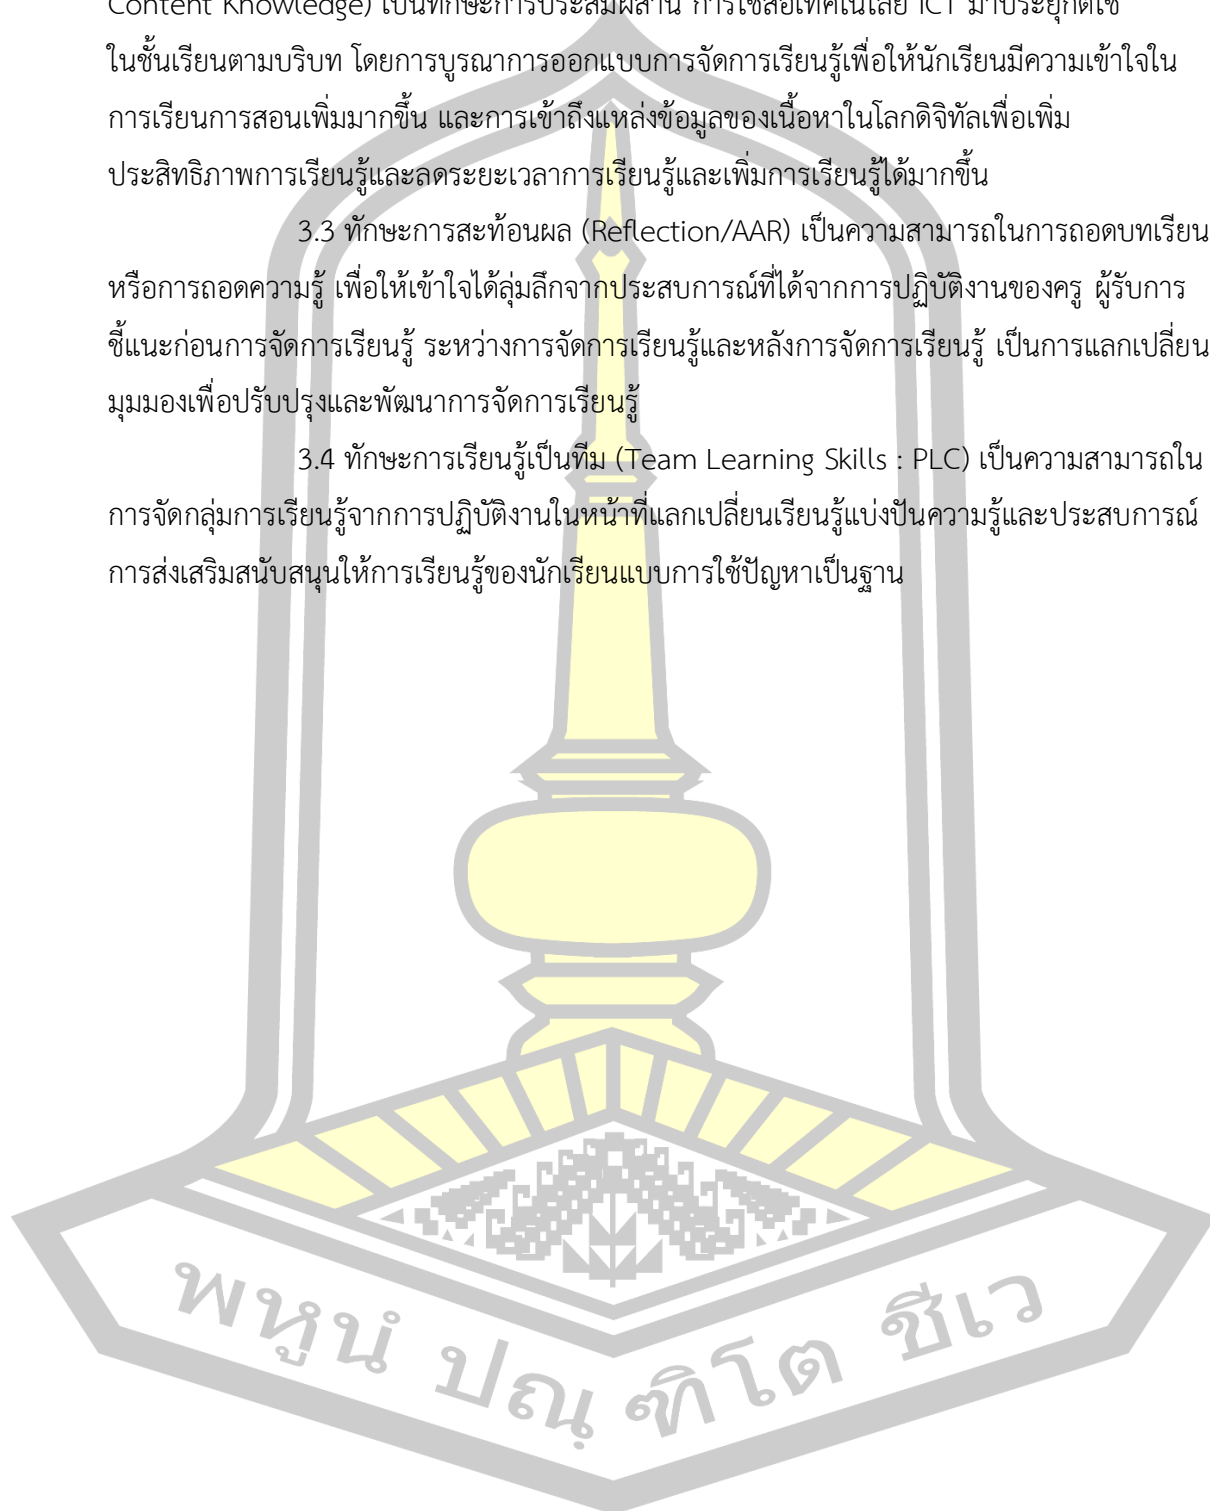 Content Knowledge) เป็นทักษะการประสมผสาน การใช้สื่อเทคโนโลยี ICT มาประยุกต์ใช้
ในชั้นเรียนตามบริบท โดยการบูรณาการออกแบบการจัดการเรียนรู้เพื่อให้นักเรียนมีความเข้าใจใน
การเรียนการสอนเพิ่มมากขึ้น และการเข้าถึงแหล่งข้อมูลของเนื้อหาในโลกดิจิทัลเพื่อเพิ่ม
ประสิทธิภาพการเรียนรู้และลดระยะเวลาการเรียนรู้และเพิ่มการเรียนรู้ได้มากขึ้น
3.3 ทักษะการสะท้อนผล (Reflection/AAR) เป็นความสามารถในการถอดบทเรียน
หรือการถอดความรู้ เพื่อให้เข้าใจได้ลุ่มลึกจากประสบการณ์ที่ได้จากการปฏิบัติงานของครู ผู้รับการ
ชี้แนะก่อนการจัดการเรียนรู้ ระหว่างการจัดการเรียนรู้และหลังการจัดการเรียนรู้ เป็นการแลกเปลี่ยน
มุมมองเพื่อปรับปรุงและพัฒนาการจัดการเรียนรู้
3.4 ทักษะการเรียนรู้เป็นทีม (Team Learning Skills : PLC) เป็นความสามารถใน
การจัดกลุ่มการเรียนรู้จากการปฏิบัติงานในหน้าที่แลกเปลี่ยนเรียนรู้แบ่งปันความรู้และประสบการณ์
การส่งเสริมสนับสนุนให้การเรียนรู้ของนักเรียนแบบการใช้ปัญหาเป็นฐาน
พหูนํ ปณฺ ฑิโต ชีเว